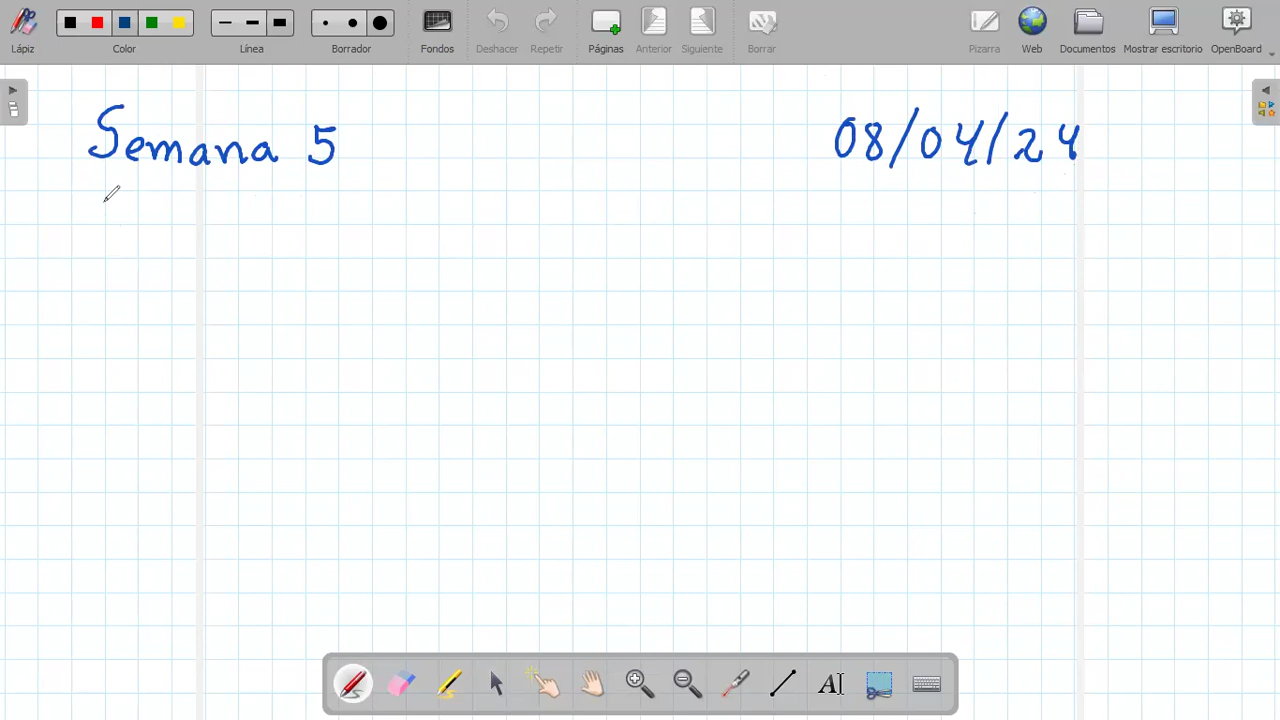 Lápiz Color Línea Borrador Fondos Deshacer Repetir Páginas Anterior Siguiente Borrar Pizarra Web Documentos Mostrar escritorio OpenBoard
Semana 5 08/04/24
AI